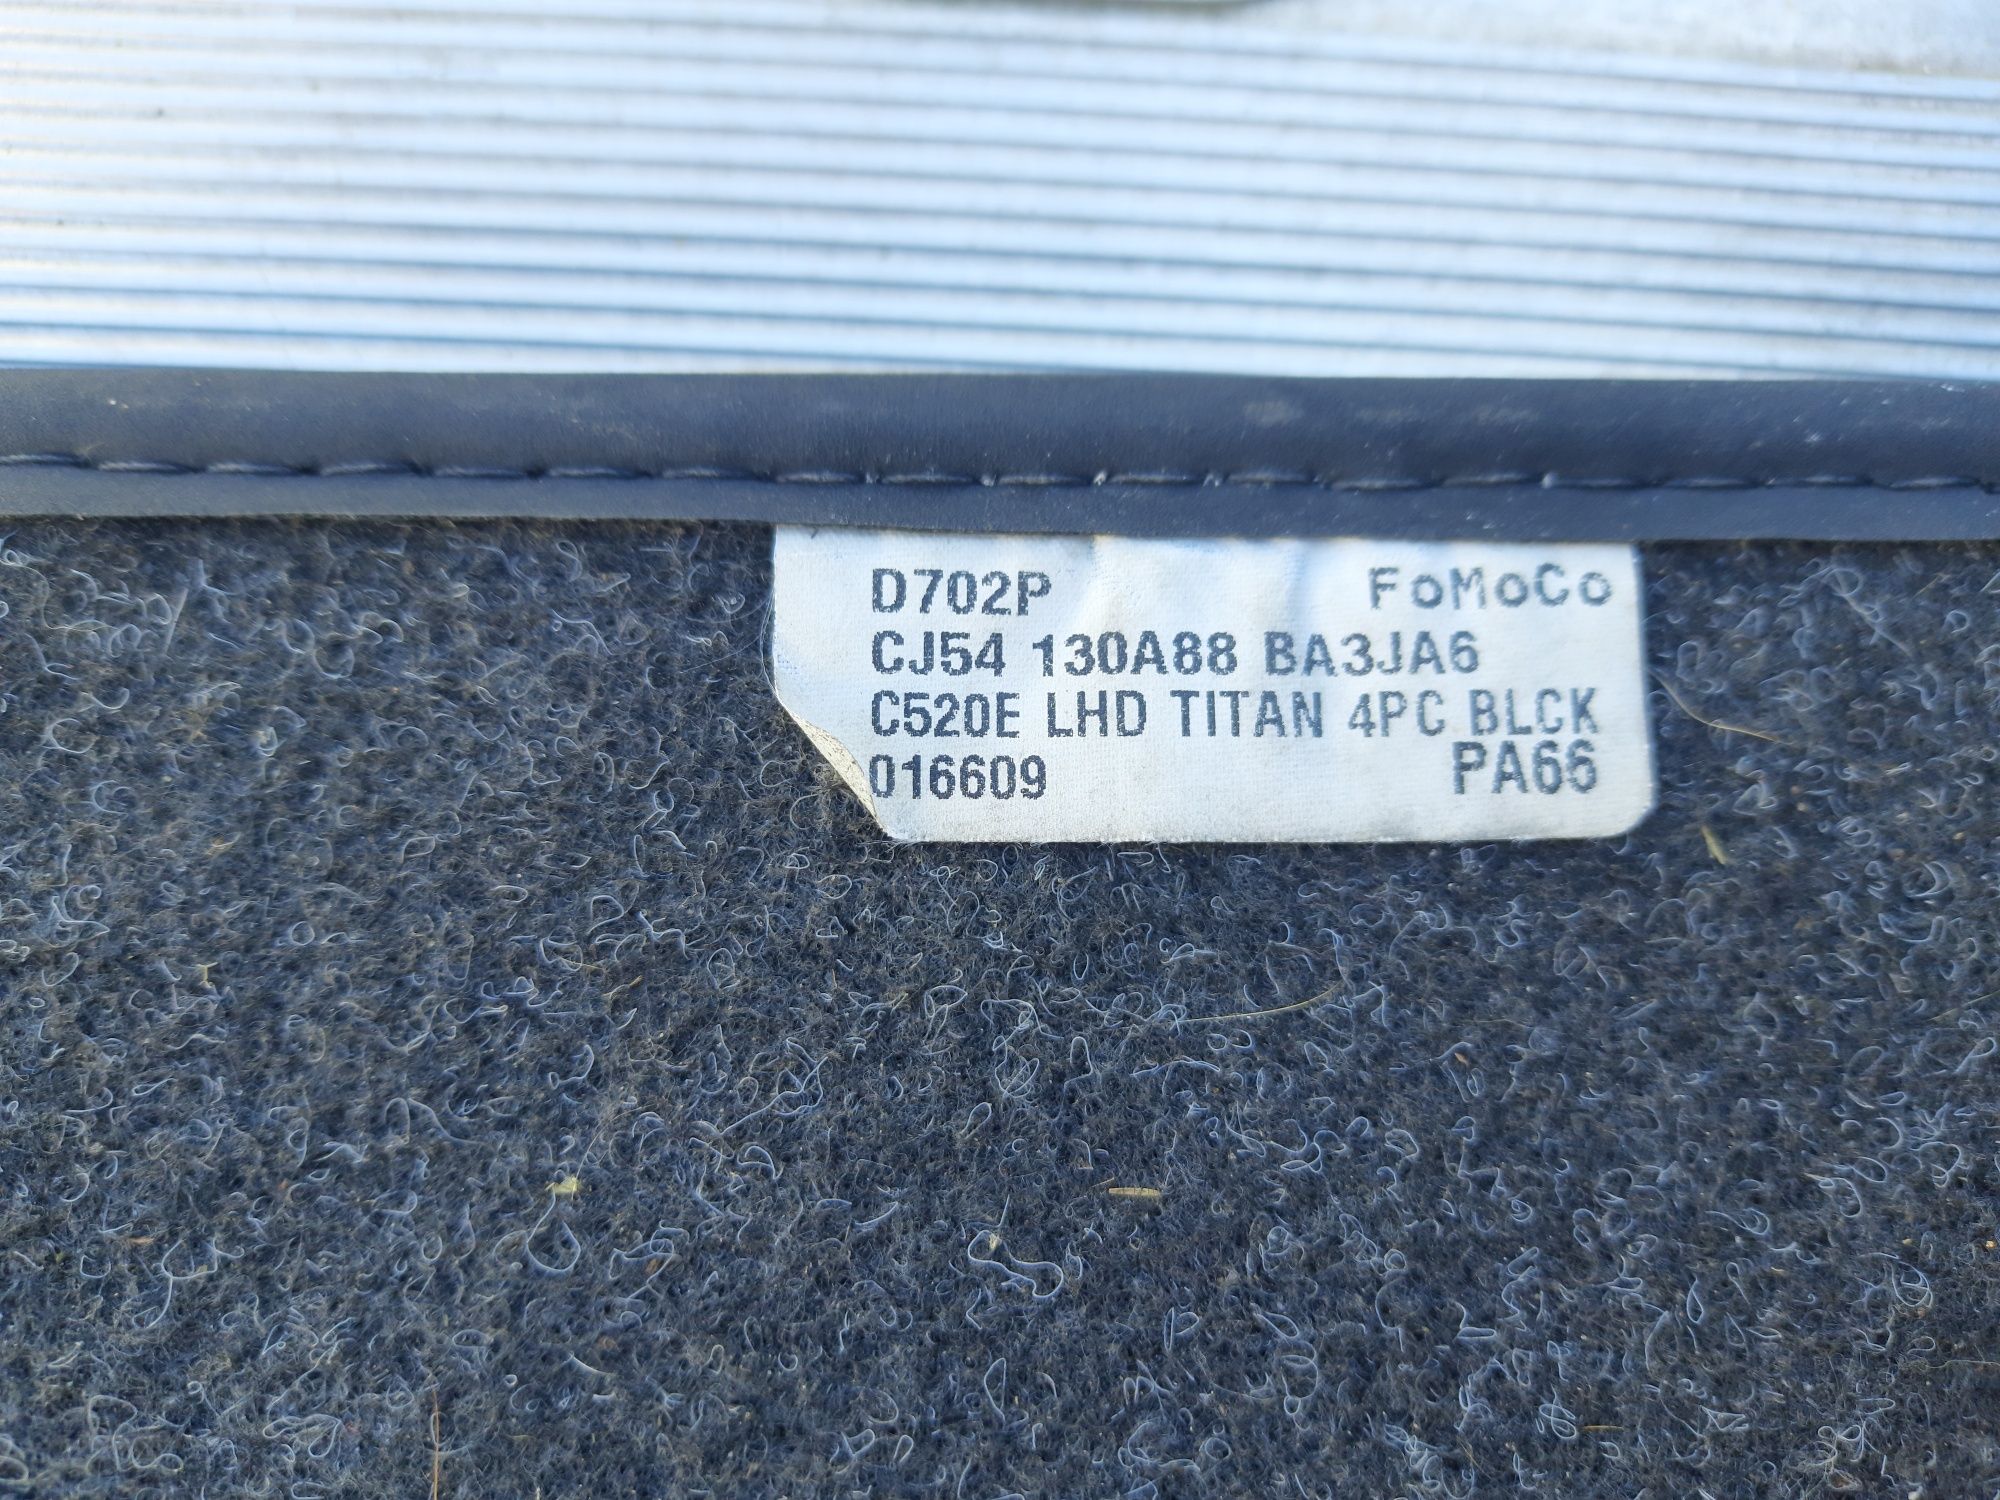 D702P FoMoCo
CJ54 130A88 BA3JA6
C520E LHD TITAN 4PC BLCK
016609 PA66